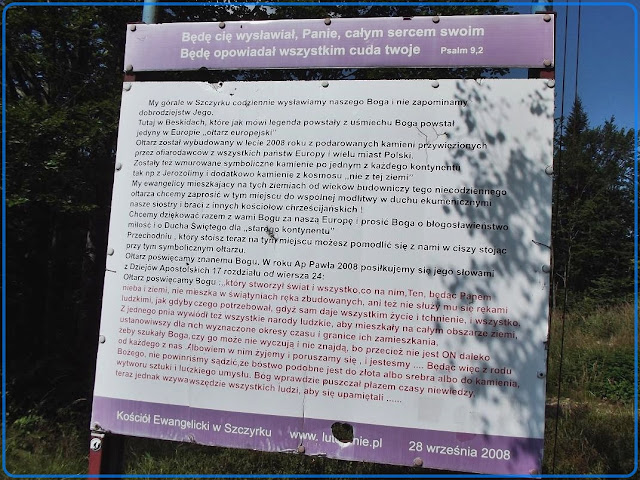 Będę cię wysławiał, Panie, całym sercem swoim
Będę opowiadał wszystkim cuda twoje Psalm 9,2
My górale w Szczyrku codziennie wysławiamy naszego Boga i nie zapominamy
dobrodziejstw Jego.
Tutaj w Beskidach, które jak mówi legenda powstały z uśmiechu Boga powstał
jedyny w Europie ,,ołtarz europejski"
Ołtarz został wybudowany w lecie 2008 roku z podarowanych kamieni przywiezionych
przez ofiarodawców z wszystkich państw Europy i wielu miast Polski.
Zostały też wmurowane symboliczne kamienie po jednym z każdego kontynentu
tak np z Jerozolimy i dodatkowo kamienie z kosmosu ,,nie z tej ziemi"
My ewangelicy mieszkający na tych ziemiach od wieków budowniczy tego niecodziennego
ołtarza chcemy zaprosić w tym miejscu do wspólnej modlitwy w duchu ekumenicznymi
nasze siostry i braci z innych kosciołow chrześcijańskich !
Chcemy dziękować razem z wami Bogu za naszą Europę i prosić Boga o błogosławieństwo
miłość i o Ducha Świętego dla ,,starego kontynentu"
Przechodniu , który stoisz teraz na tym miejscu możesz pomodlić się z nami w ciszy stojąc
przy tym symbolicznym ołtarzu.
Ołtarz poświęcamy znanemu Bogu. W roku Ap Pawła 2008 posiłkujemy się jego słowami
z Dziejów Apostolskich 17 rozdziału od wiersza 24:
Ołtarz poświęcamy Bogu :,,który stworzył świat i wszystko,co na nim,Ten, będąc Panem
nieba i ziemi, nie mieszka w świątyniach ręką zbudowanych, ani też nie służy mu się rękami
ludzkimi, jak gdyby czego potrzebował, gdyż sam daje wszystkim życie i tchnienie, i wszystko.
Z jednego pnia wywiódł też wszystkie narody ludzkie, aby mieszkały na całym obszarze ziemi,
ustanowiwszy dla nich wyznaczone okresy czasu i granice ich zamieszkania,
żeby szukały Boga,czy go może nie wyczują i nie znajdą, bo przecież nie jest ON daleko
od każdego z nas .Albowiem w nim żyjemy i poruszamy się , i jestesmy .... Będąc więc z rodu
Bożego, nie powinniśmy sądzić,że bóstwo podobne jest do złota albo srebra albo do kamienia,
wytworu sztuki i ludzkiego umysłu. Bóg wprawdzie puszczał płazem czasy niewiedzy,
teraz jednak wzywa wszędzie wszystkich ludzi, aby się upamiętali ......
Kościół Ewangelicki w Szczyrku www. pl 28 września 2008